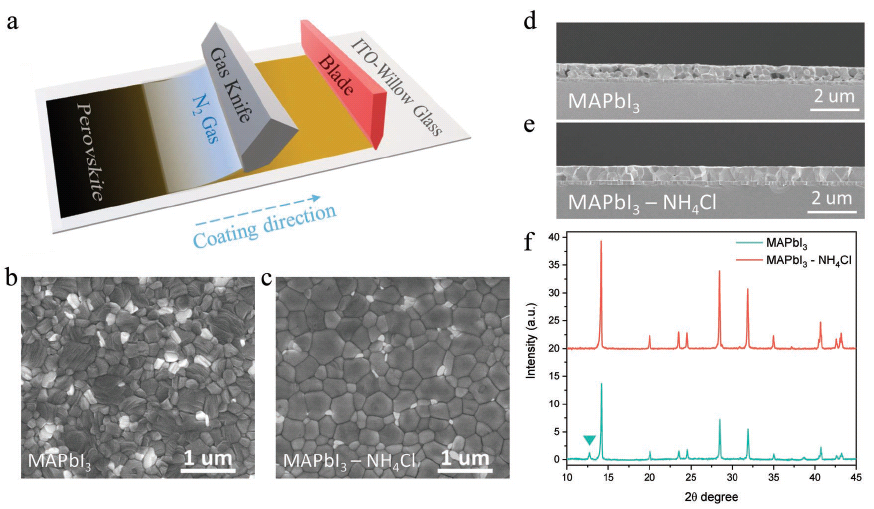 a
Perovskite
N₂ Gas
Gas Knife
Blade
ITO-Willow Glass
Coating direction
b
MAPbI₃
1 um
c
MAPbI₃ – NH₄Cl
1 um
d
MAPbI₃
2 um
e
MAPbI₃ – NH₄Cl
2 um
f
MAPbI₃
MAPbI₃ - NH₄Cl
Intensity (a.u.)
40
35
30
25
20
15
10
5
0
10 15 20 25 30 35 40 45
2θ degree